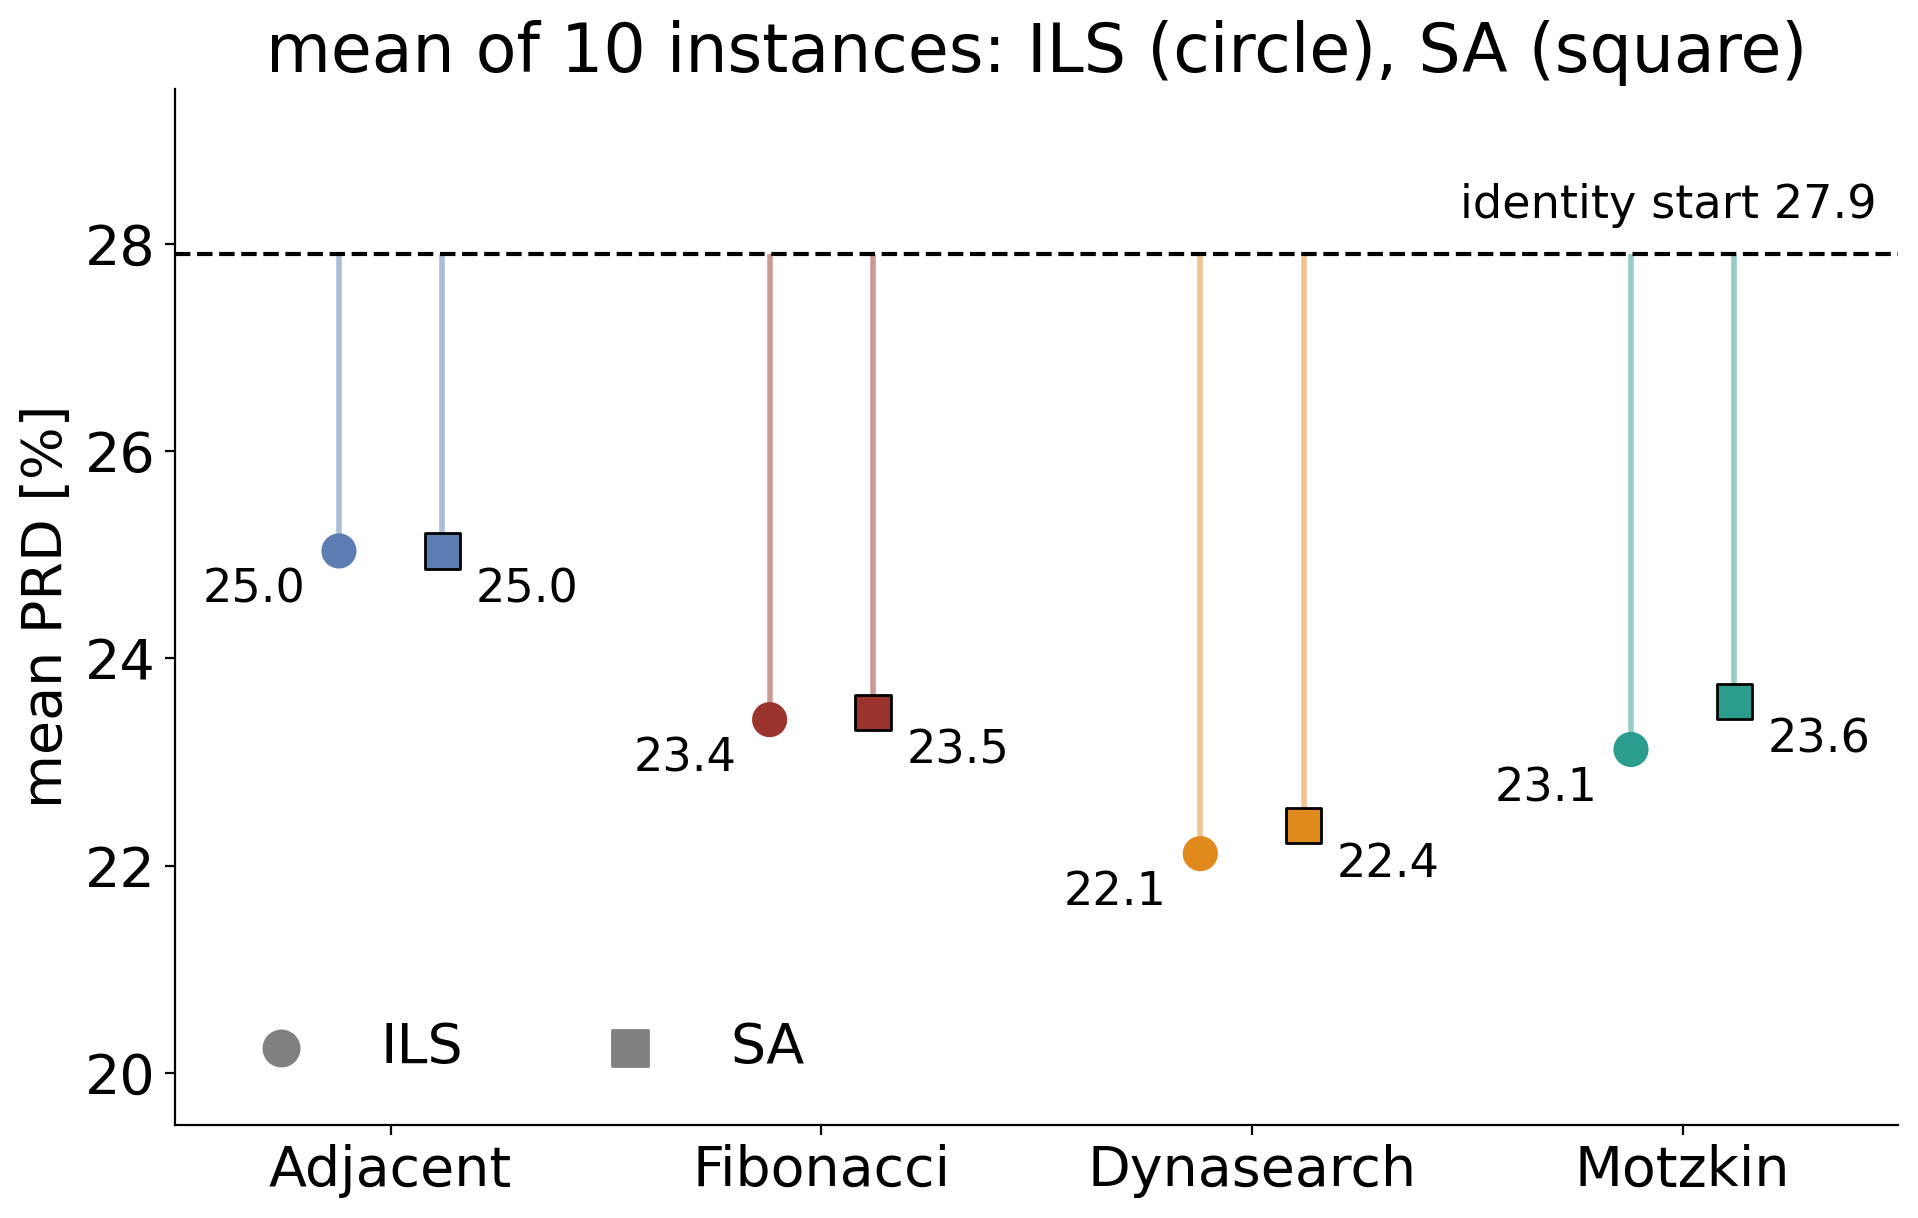 mean of 10 instances: ILS (circle), SA (square)
identity start 27.9
mean PRD [%]
28
26
24
22
20
25.0
25.0
23.4
23.5
22.1
22.4
23.1
23.6
ILS
SA
Adjacent
Fibonacci
Dynasearch
Motzkin